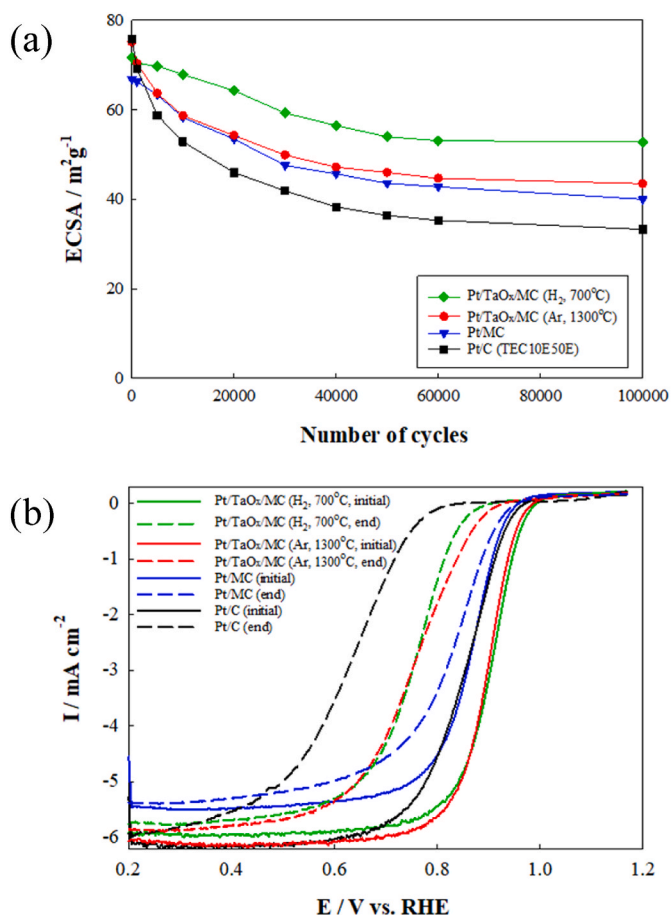 (a)
80
60
40
20
0
ECSA / m²g⁻¹
Pt/TaOx/MC (H₂, 700°C)
Pt/TaOx/MC (Ar, 1300°C)
Pt/MC
Pt/C (TEC10E50E)
0 20000 40000 60000 80000 100000
Number of cycles
(b)
0
-1
-2
-3
-4
-5
-6
I / mA cm⁻²
Pt/TaOx/MC (H₂, 700°C, initial)
Pt/TaOx/MC (H₂, 700°C, end)
Pt/TaOx/MC (Ar, 1300°C, initial)
Pt/TaOx/MC (Ar, 1300°C, end)
Pt/MC (initial)
Pt/MC (end)
Pt/C (initial)
Pt/C (end)
0.2 0.4 0.6 0.8 1.0 1.2
E / V vs. RHE